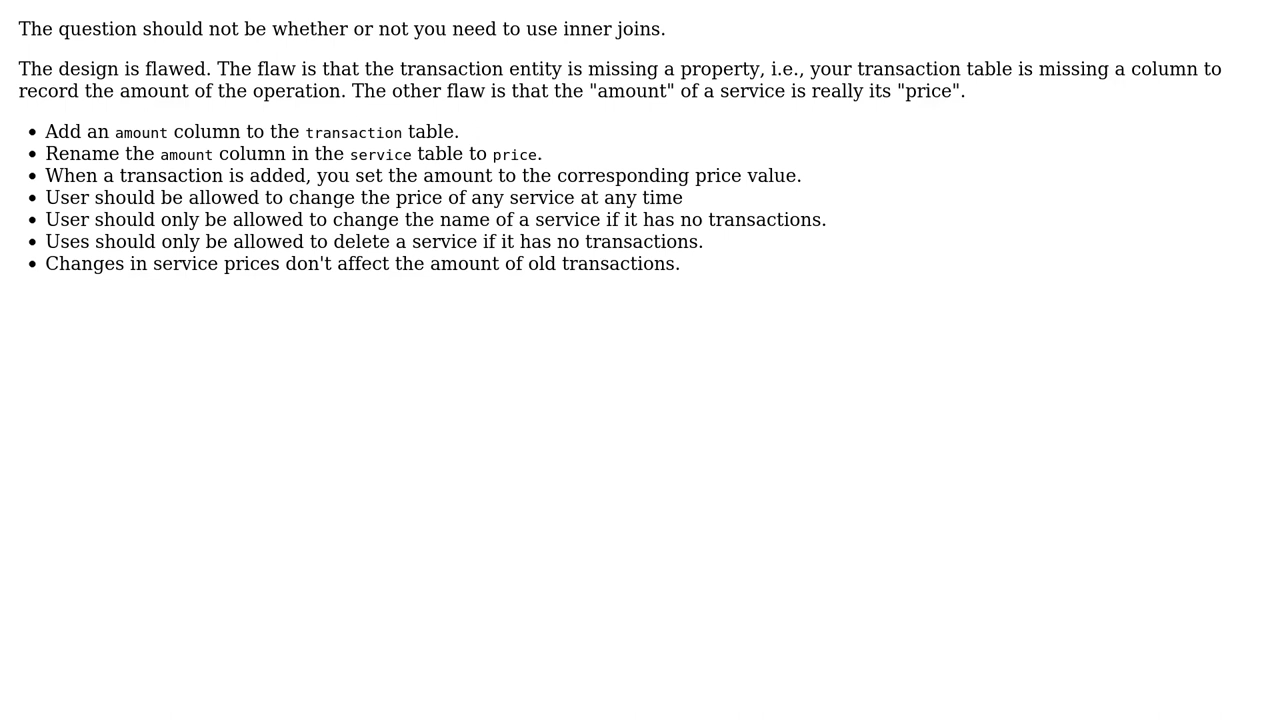 The question should not be whether or not you need to use inner joins.
The design is flawed. The flaw is that the transaction entity is missing a property, i.e., your transaction table is missing a column to
record the amount of the operation. The other flaw is that the "amount" of a service is really its "price".
• Add an amount column to the transaction table.
• Rename the amount column in the service table to price.
• When a transaction is added, you set the amount to the corresponding price value.
• User should be allowed to change the price of any service at any time
• User should only be allowed to change the name of a service if it has no transactions.
• Uses should only be allowed to delete a service if it has no transactions.
• Changes in service prices don't affect the amount of old transactions.